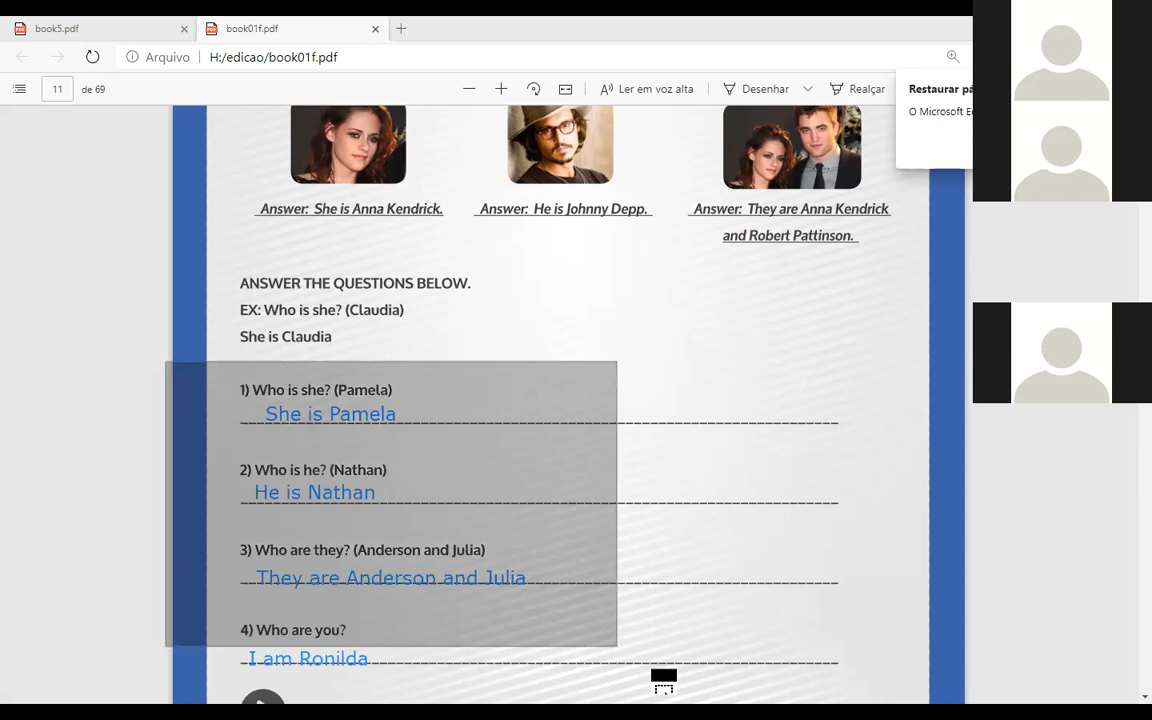 book5.pdf
book01f.pdf
Arquivo
H:/edicao/book01f.pdf
11 de 69
Ler em voz alta
Desenhar
Realçar
Restaurar pá
O Microsoft E
Answer: She is Anna Kendrick.
Answer: He is Johnny Depp.
Answer: They are Anna Kendrick
and Robert Pattinson.
ANSWER THE QUESTIONS BELOW.
EX: Who is she? (Claudia)
She is Claudia
1) Who is she? (Pamela)
She is Pamela
2) Who is he? (Nathan)
He is Nathan
3) Who are they? (Anderson and Julia)
They are Anderson and Julia
4) Who are you?
I am Ronilda